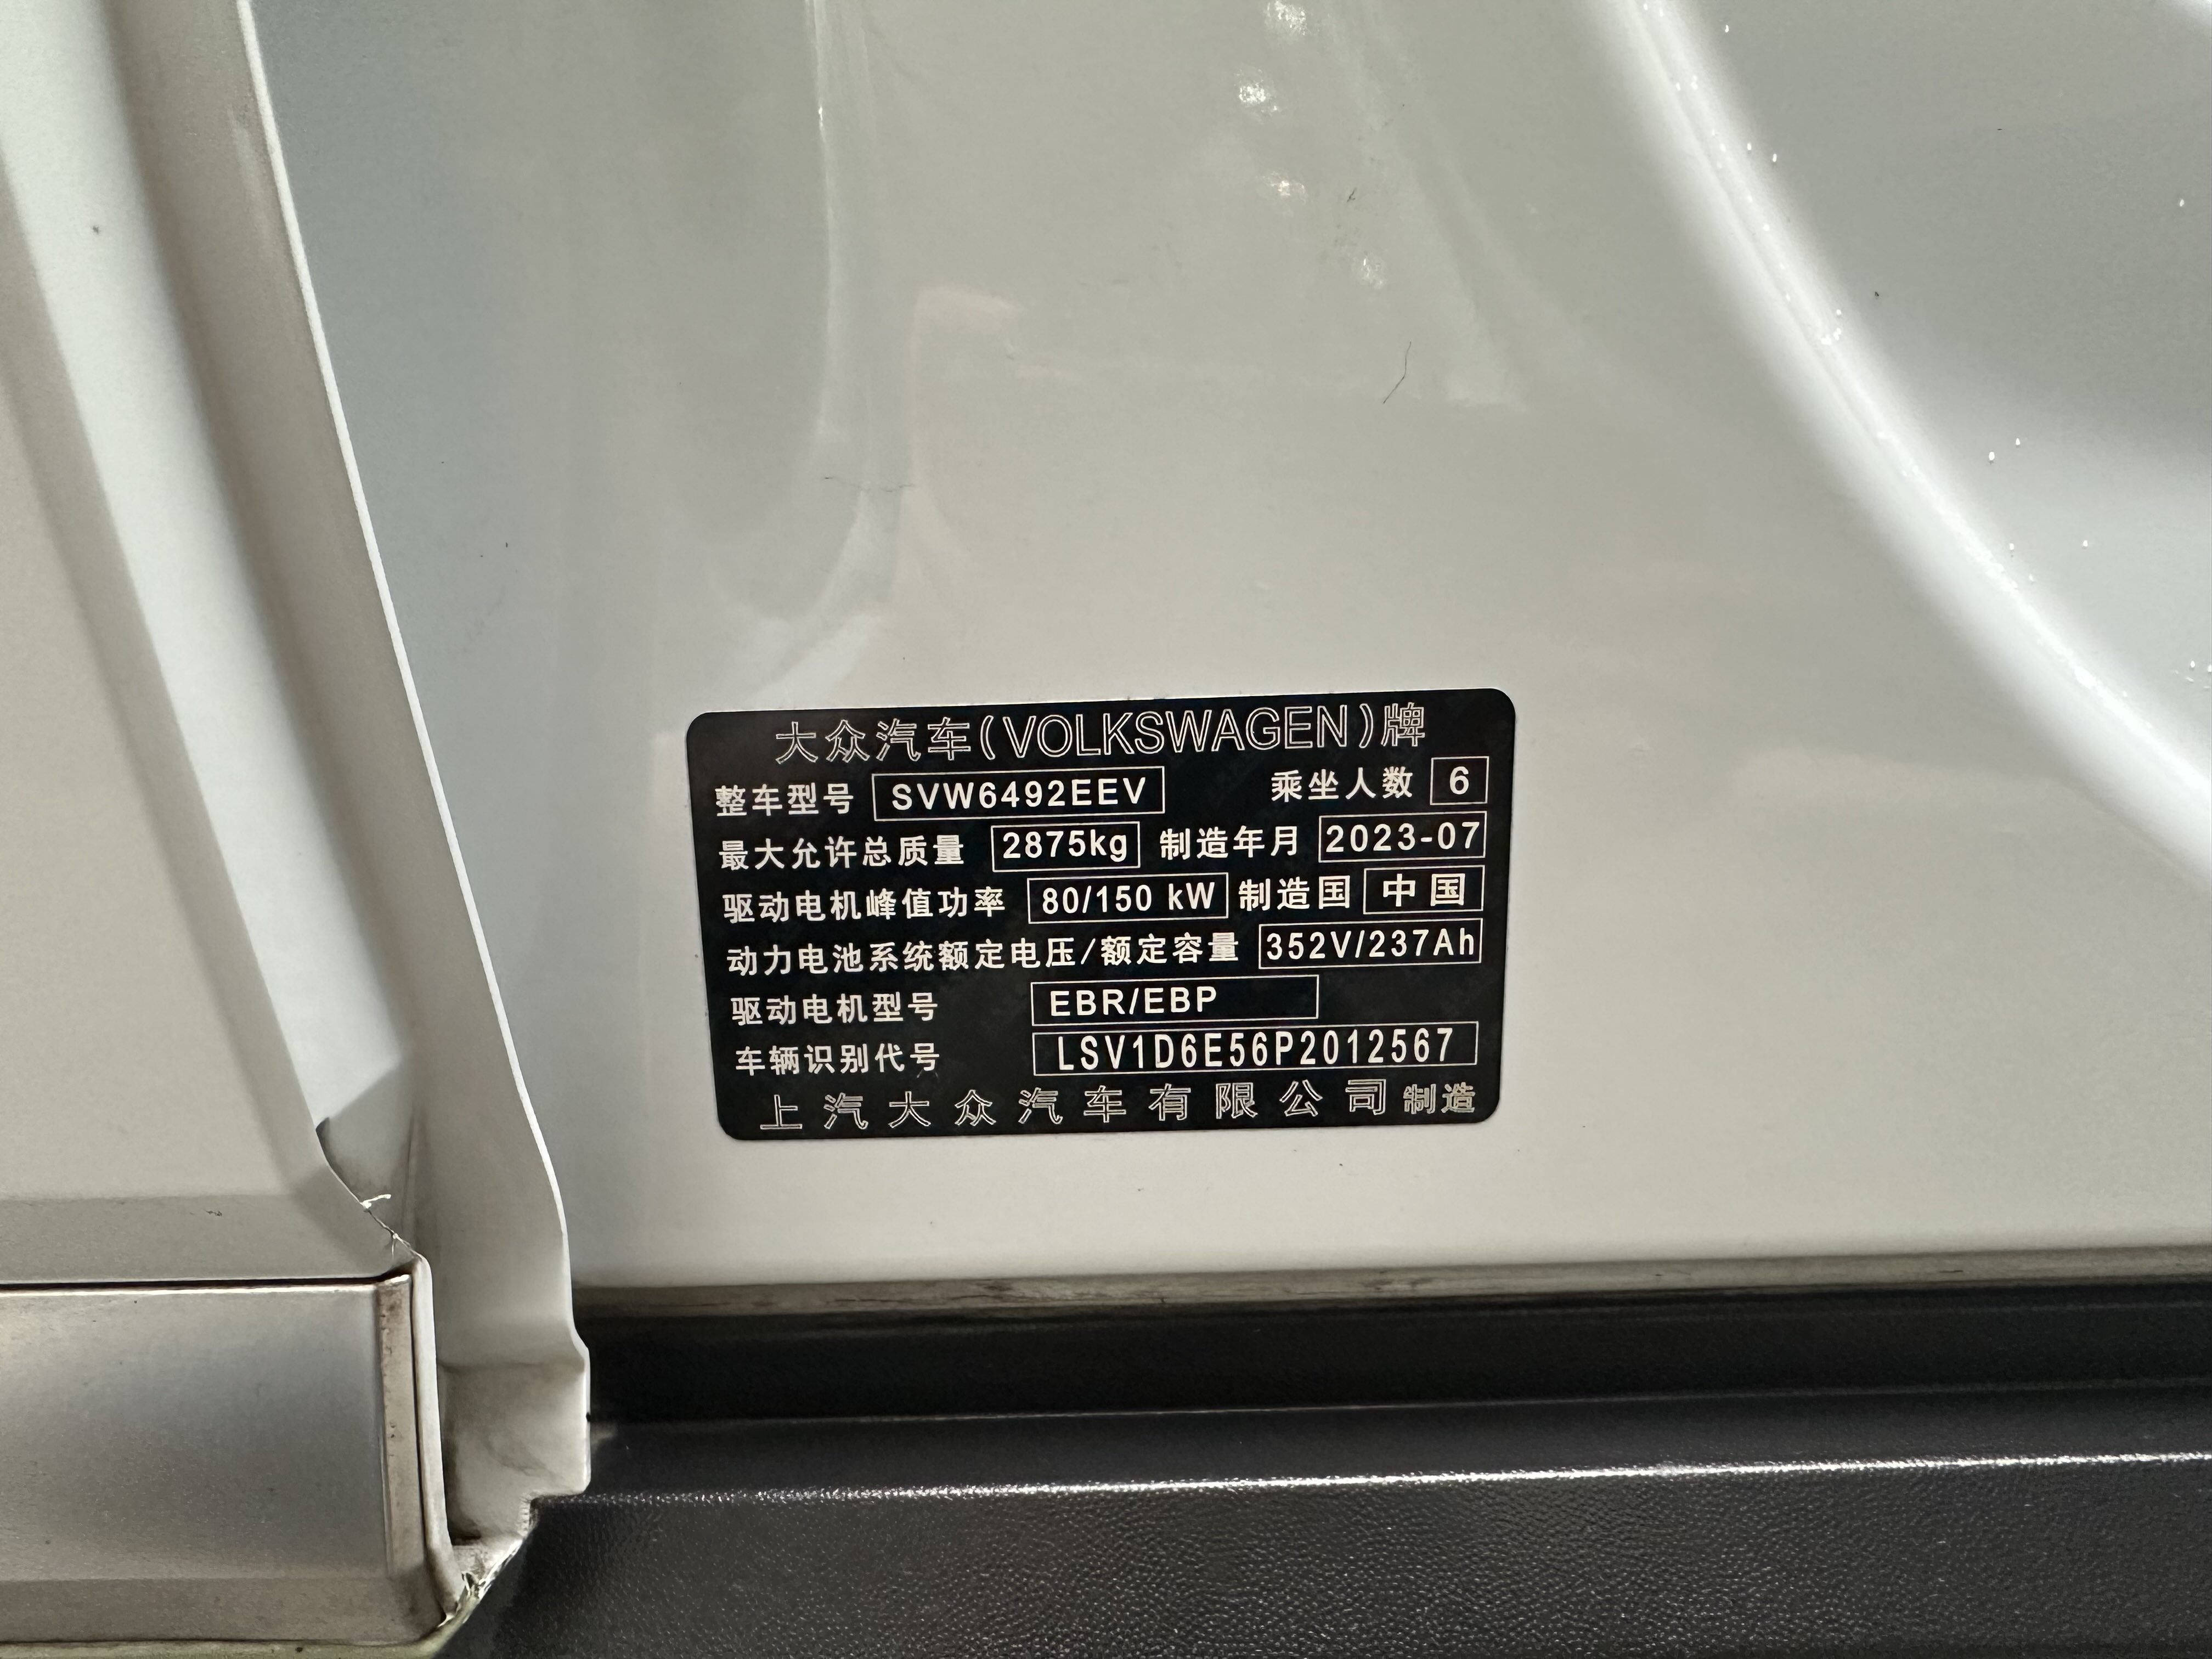 大众汽车(VOLKSWAGEN)牌
整车型号 SVW6492EEV 乘坐人数 6
最大允许总质量 2875kg 制造年月 2023-07
驱动电机峰值功率 80/150 kW 制造国 中国
动力电池系统额定电压/额定容量 352V/237Ah
驱动电机型号 EBR/EBP
车辆识别代号 LSV1D6E56P2012567
上汽大众汽车有限公司制造